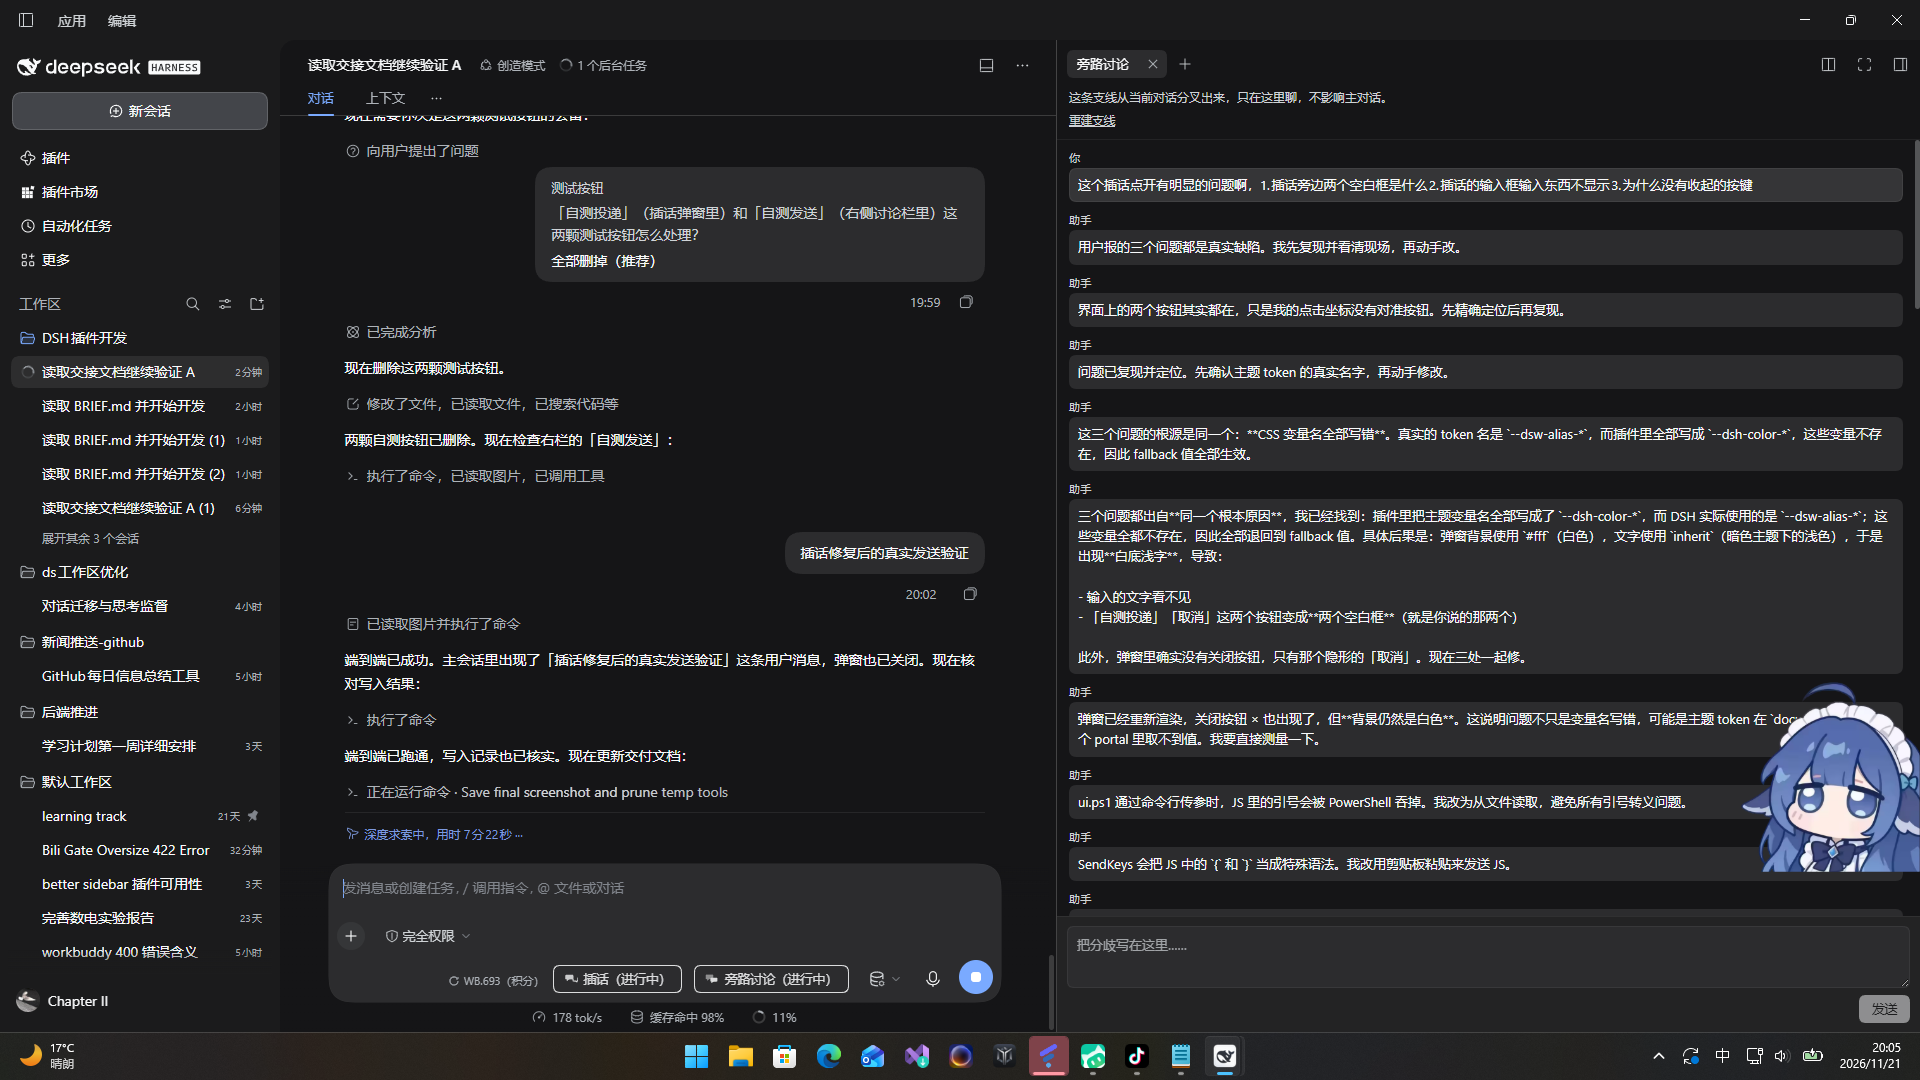 应用
编辑
deepseek HARNESS
新会话
插件
插件市场
自动化任务
更多
工作区
DSH插件开发
读取交接文档继续验证 A 2分钟
读取 BRIEF.md 并开始开发 2小时
读取 BRIEF.md 并开始开发 (1) 1小时
读取 BRIEF.md 并开始开发 (2) 1小时
读取交接文档继续验证 A (1) 6分钟
展开其余 3 个会话
ds工作区优化
对话迁移与思考监督 4小时
新闻推送-github
GitHub每日信息总结工具 5小时
后端推进
学习计划第一周详细安排 3天
默认工作区
learning track 21天
Bili Gate Oversize 422 Error 32分钟
better sidebar 插件可用性 3天
完善数电实验报告 23天
workbuddy 400 错误含义 5小时
Chapter II
读取交接文档继续验证 A 创造模式 1 个后台任务
对话 上下文 ···
向用户提出了问题
测试按钮
「自测投递」（插话弹窗里）和「自测发送」（右侧讨论栏里）这
两颗测试按钮怎么处理?
全部删掉（推荐）
19:59
已完成分析
现在删除这两颗测试按钮。
修改了文件，已读取文件，已搜索代码等
两颗自测按钮已删除。现在检查右栏的「自测发送」：
执行了命令，已读取图片，已调用工具
插话修复后的真实发送验证
20:02
已读取图片并执行了命令
端到端已成功。主会话里出现了「插话修复后的真实发送验证」这条用户消息，弹窗也已关闭。现在核
对写入结果：
执行了命令
端到端已跑通，写入记录也已核实。现在更新交付文档：
正在运行命令 · Save final screenshot and prune temp tools
深度求索中，用时 7分22秒 ···
发消息或创建任务, / 调用指令, @ 文件或对话
完全权限
WB.693 (积分)
插话（进行中）
旁路讨论（进行中）
178 tok/s 缓存命中 98% 11%
旁路讨论
这条支线从当前对话分叉出来，只在这里聊，不影响主对话。
重建支线
你
这个插话点开有明显的问题啊，1.插话旁边两个空白框是什么2.插话的输入框输入东西不显示3.为什么没有收起的按键
助手
用户报的三个问题都是真实缺陷。我先复现并看清现场，再动手改。
助手
界面上的两个按钮其实都在，只是我的点击坐标没有对准按钮。先精确定位后再复现。
助手
问题已复现并定位。先确认主题 token 的真实名字，再动手修改。
助手
这三个问题的根源是同一个：**CSS 变量名全部写错**。真实的 token 名是 `--dsw-alias-*`，而插件里全部写成 `--dsh-color-*`，这些变量不存
在，因此 fallback 值全部生效。
助手
三个问题都出自**同一个根本原因**，我已经找到：插件里把主题变量名全部写成了 `--dsh-color-*`，而 DSH 实际使用的是 `--dsw-alias-*`；这
些变量全都不存在，因此全部退回到 fallback 值。具体后果是：弹窗背景使用 `#fff`（白色），文字使用 `inherit`（暗色主题下的浅色），于是
出现**白底浅字**，导致：
- 输入的文字看不见
- 「自测投递」「取消」这两个按钮变成**两个空白框**（就是你说的那两个）
此外，弹窗里确实没有关闭按钮，只有那个隐形的「取消」。现在三处一起修。
助手
弹窗已经重新渲染，关闭按钮 × 也出现了，但**背景仍然是白色**。这说明问题不只是变量名写错，可能是主题 token 在 `doc
个 portal 里取不到值。我要直接测量一下。
助手
ui.ps1 通过命令行传参时，JS 里的引号会被 PowerShell 吞掉。我改为从文件读取，避免所有引号转义问题。
助手
SendKeys 会把 JS 中的 `{` 和 `}` 当成特殊语法。我改用剪贴板粘贴来发送 JS。
助手
把分歧写在这里......
发送
17°C
晴朗
中
20:05
2026/11/21